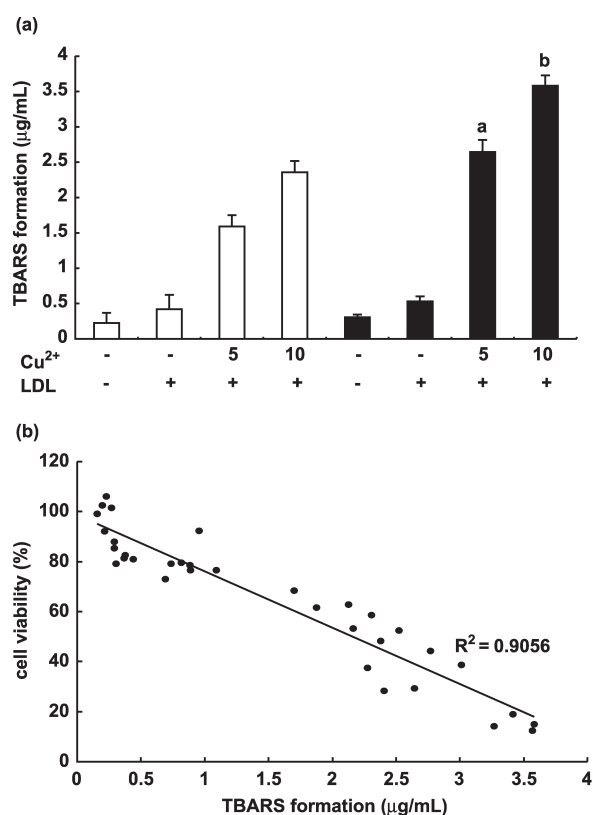 (a)
TBARS formation (μg/mL)
4
3.5
3
2.5
2
1.5
1
0.5
0
a
b
Cu2+ - - 5 10 - - 5 10
LDL - + + + - + + +
(b)
cell viability (%)
120
100
80
60
40
20
0
R2 = 0.9056
0 0.5 1 1.5 2 2.5 3 3.5 4
TBARS formation (μg/mL)